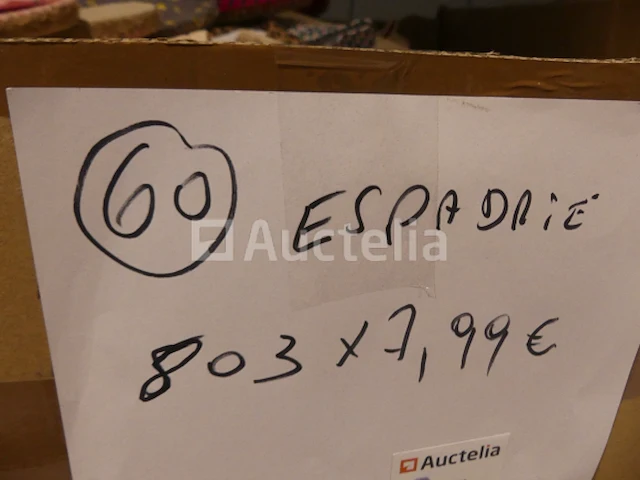 60 ESPADRIE
Auctelia
803 x 7,99 €
Auctelia